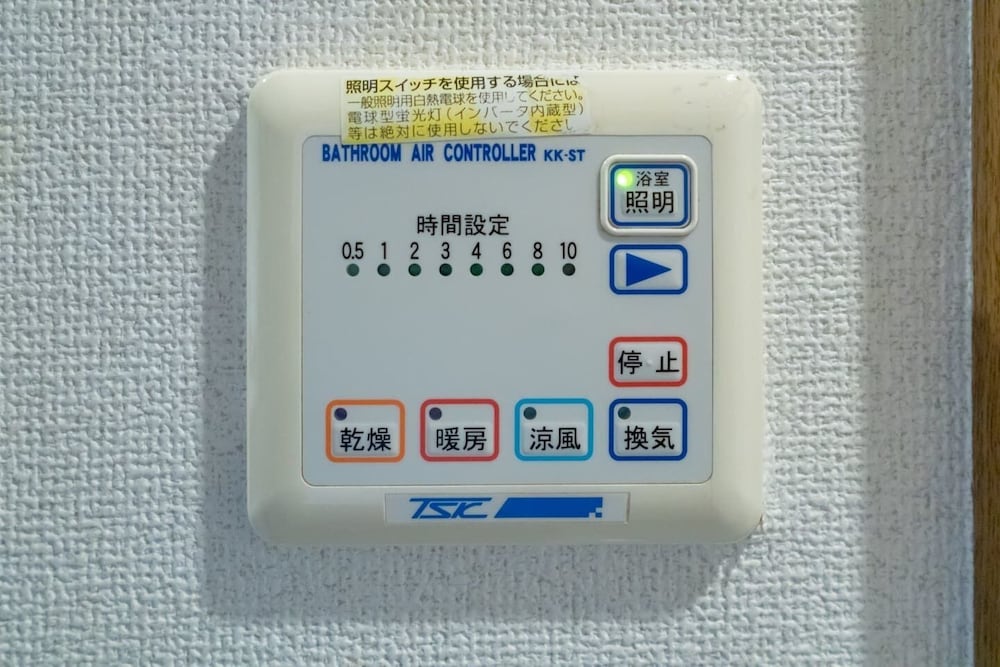 照明スイッチを使用する場合には
一般照明用白熱電球を使用してください。
電球型蛍光灯(インバータ内蔵型)
等は絶対に使用しないでください
BATHROOM AIR CONTROLLER KK-ST
浴室
照明
時間設定
0.5 1 2 3 4 6 8 10
停止
乾燥 暖房 涼風 換気
TSK